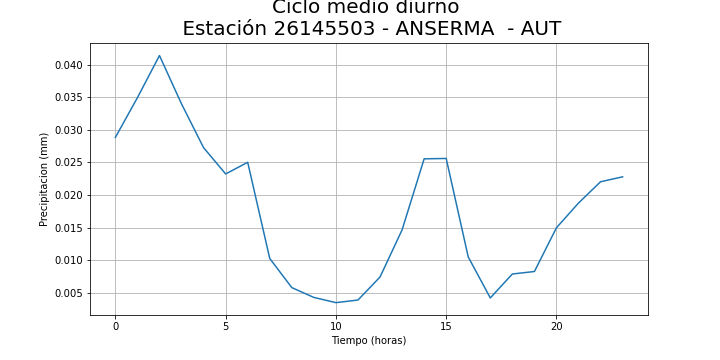 Ciclo medio diurno
Estación 26145503 - ANSERMA - AUT
0.040
0.035
0.030
0.025
0.020
0.015
0.010
0.005
Precipitacion (mm)
0 5 10 15 20
Tiempo (horas)